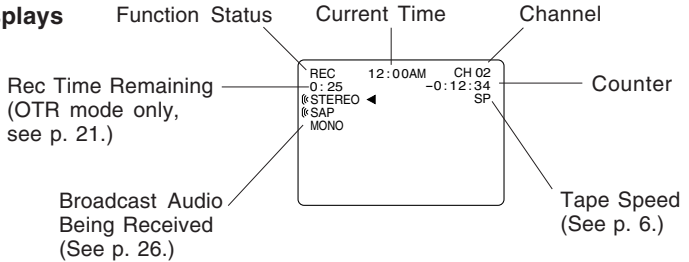 splays
Function Status
Current Time
Channel
Rec Time Remaining
(OTR mode only,
see p. 21.)
REC 12:00AM CH 02
0:25 -0:12:34
STEREO ◄ SP
SAP
MONO
Counter
Broadcast Audio
Being Received
(See p. 26.)
Tape Speed
(See p. 6.)